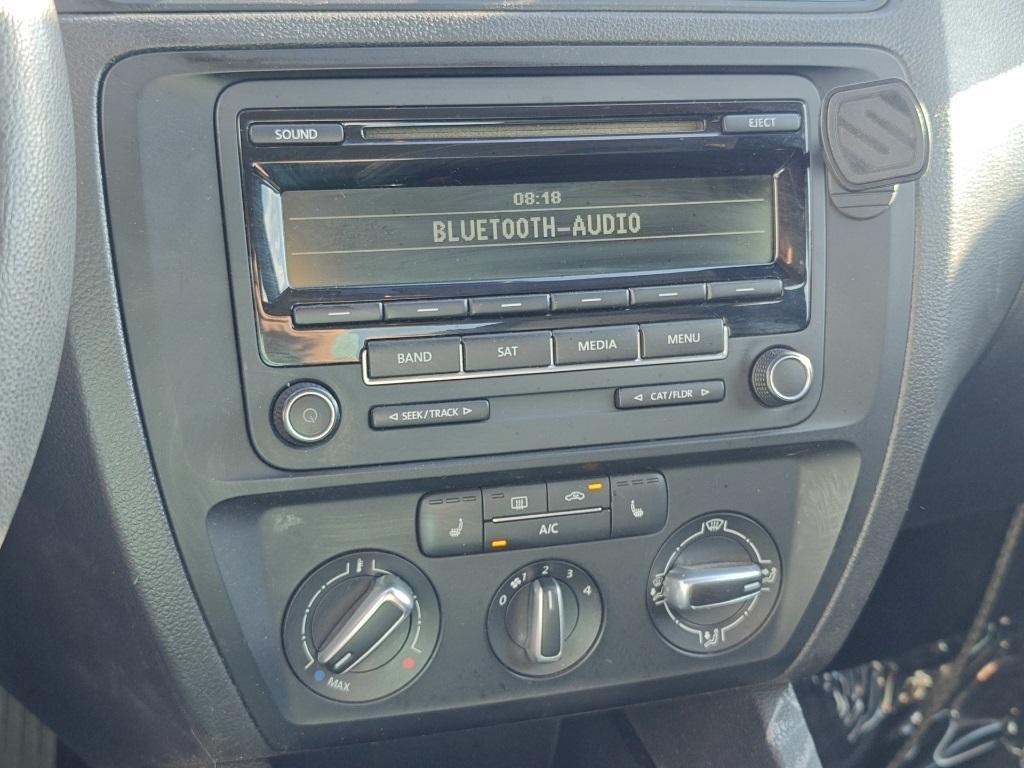 SOUND
EJECT
08:18
BLUETOOTH-AUDIO
BAND
SAT
MEDIA
MENU
◁ SEEK/TRACK ▷
◁ CAT/FLDR ▷
A/C
0 1 2 3 4
MAX